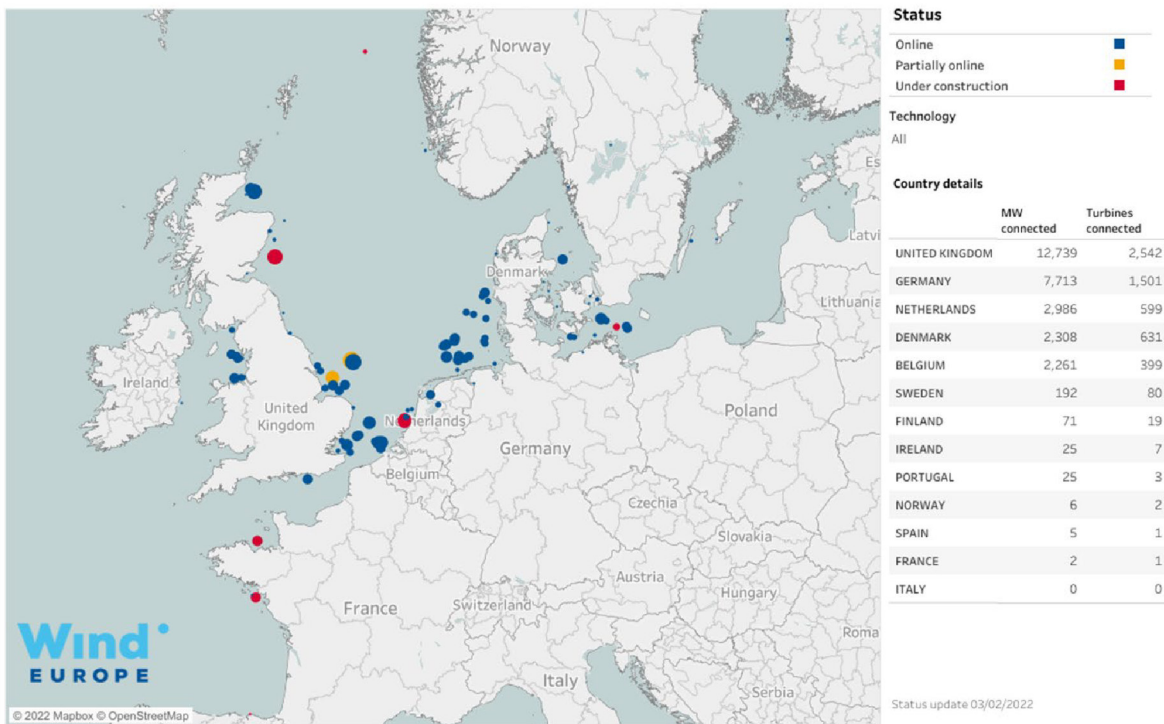 Norway
Denmark
Es
Latvi
Lithuania
Ireland
United
Kingdom
Netherlands
Poland
Germany
Belgium
Czechia
Slovakia
Austria
Hungary
France
Switzerland
Roma
Italy
Serbia
Wind
EUROPE
© 2022 Mapbox © OpenStreetMap
Status
Online
Partially online
Under construction
Technology
All
Country details
MW connected Turbines connected
UNITED KINGDOM 12,739 2,542
GERMANY 7,713 1,501
NETHERLANDS 2,986 599
DENMARK 2,308 631
BELGIUM 2,261 399
SWEDEN 192 80
FINLAND 71 19
IRELAND 25 7
PORTUGAL 25 3
NORWAY 6 2
SPAIN 5 1
FRANCE 2 1
ITALY 0 0
Status update 03/02/2022